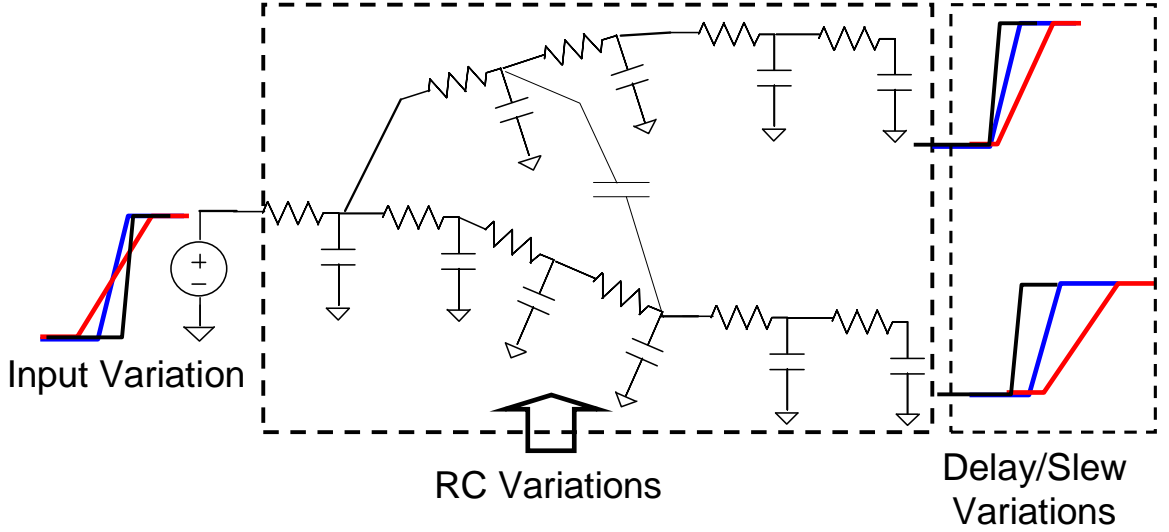 +
−
Input Variation
RC Variations
Delay/Slew
Variations